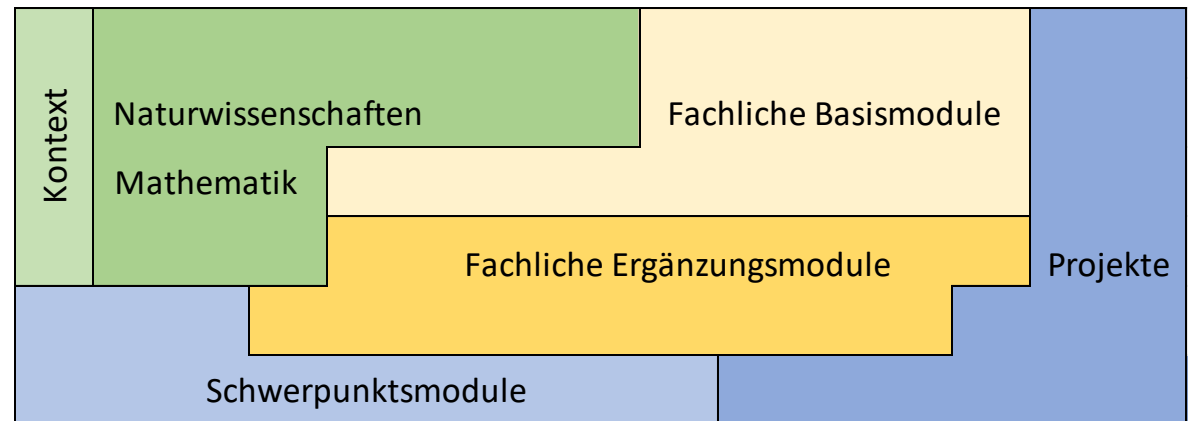 Kontext
Naturwissenschaften
Mathematik
Fachliche Basismodule
Fachliche Ergänzungsmodule
Projekte
Schwerpunktsmodule